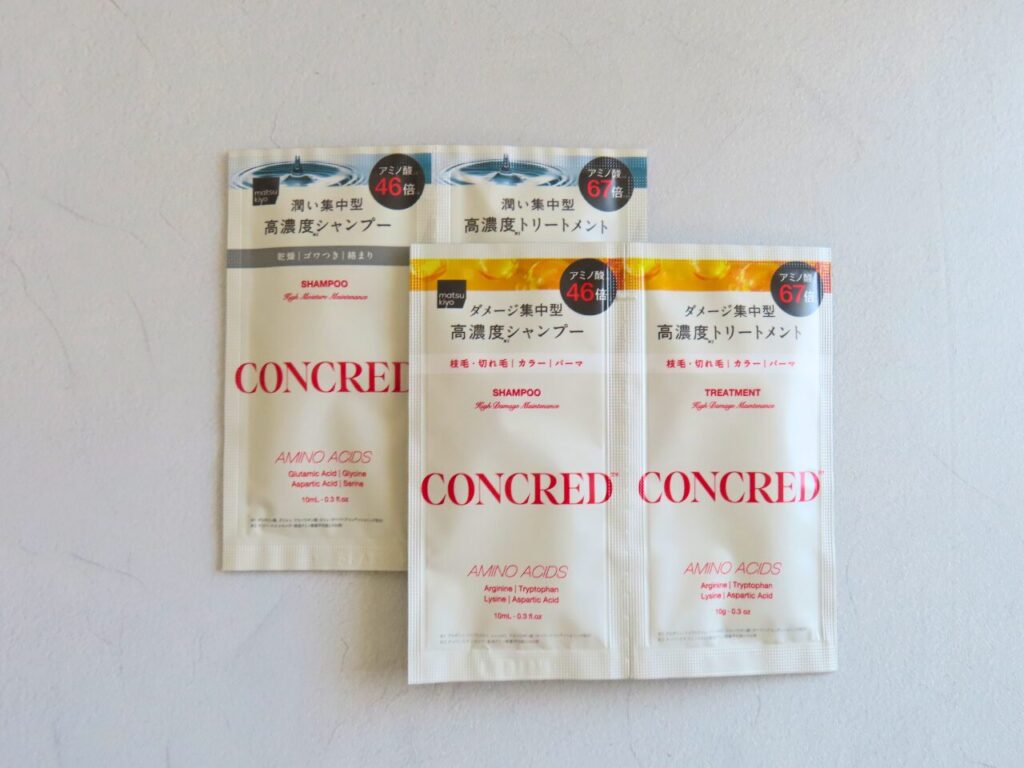 matsu
kiyo
アミノ酸
46倍
潤い集中型
高濃度シャンプー
乾燥 | ゴワつき | 絡まり
SHAMPOO
High Moisture Maintenance
CONCRED
AMINO ACIDS
Glutamic Acid | Glycine
Aspartic Acid | Serine
10mL - 0.3 fl.oz
アミノ酸
67倍
潤い集中型
高濃度トリートメント
matsu
kiyo
アミノ酸
46倍
ダメージ集中型
高濃度シャンプー
枝毛・切れ毛 | カラー | パーマ
SHAMPOO
High Damage Maintenance
CONCRED™
AMINO ACIDS
Arginine | Tryptophan
Lysine | Aspartic Acid
10mL - 0.3 fl.oz
アミノ酸
67倍
ダメージ集中型
高濃度トリートメント
枝毛・切れ毛 | カラー | パーマ
TREATMENT
High Damage Maintenance
CONCRED™
AMINO ACIDS
Arginine | Tryptophan
Lysine | Aspartic Acid
10g - 0.3 oz